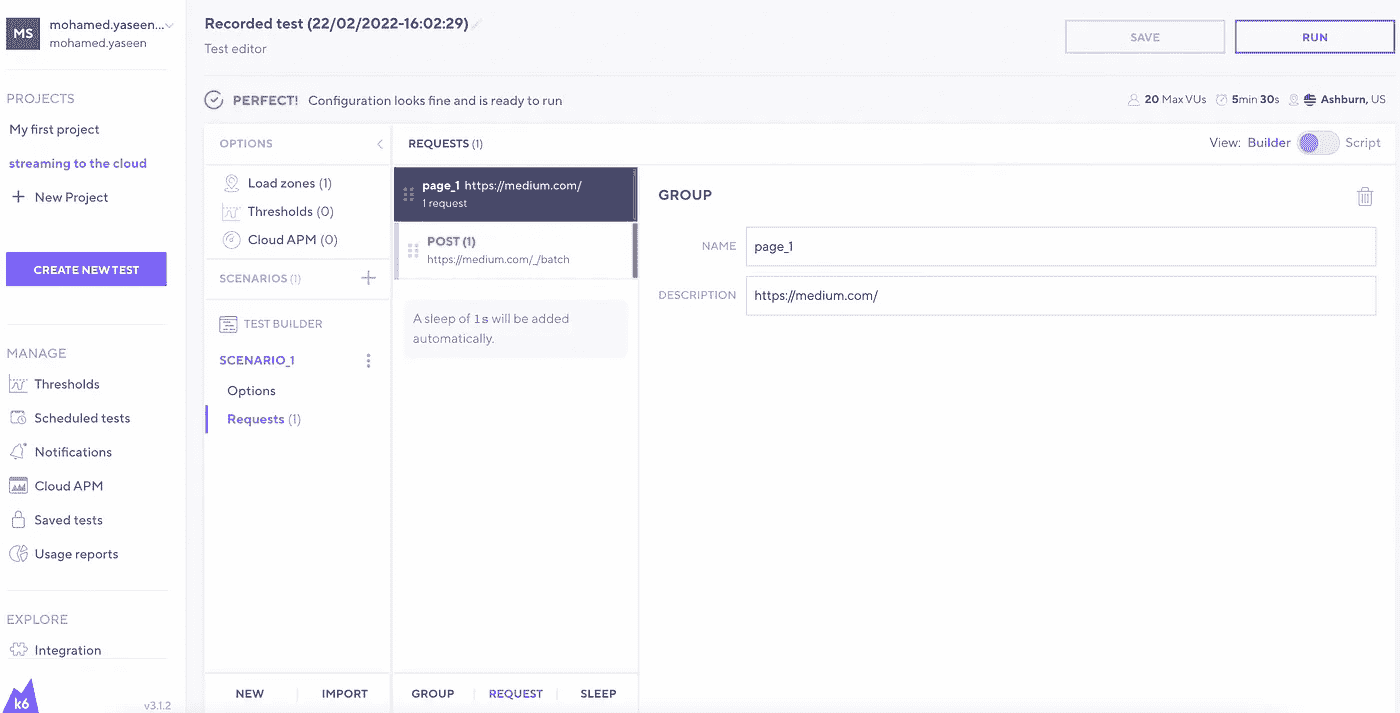 MS
mohamed.yaseen...
mohamed.yaseen
PROJECTS
My first project
streaming to the cloud
+ New Project
CREATE NEW TEST
MANAGE
Thresholds
Scheduled tests
Notifications
Cloud APM
Saved tests
Usage reports
EXPLORE
Integration
k6
v3.1.2
Recorded test (22/02/2022-16:02:29)
Test editor
SAVE
RUN
PERFECT! Configuration looks fine and is ready to run
20 Max VUs 5min 30s Ashburn, US
OPTIONS
Load zones (1)
Thresholds (0)
Cloud APM (0)
SCENARIOS (1)
TEST BUILDER
SCENARIO_1
Options
Requests (1)
NEW
IMPORT
REQUESTS (1)
View: Builder Script
page_1 https://medium.com/
1 request
POST (1)
https://medium.com/_/batch
A sleep of 1s will be added
automatically.
GROUP
REQUEST
SLEEP
GROUP
NAME
page_1
DESCRIPTION
https://medium.com/